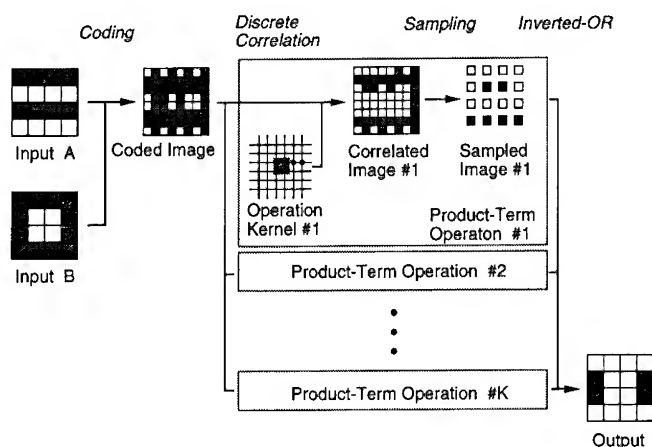 Coding
Discrete
Correlation
Sampling
Inverted-OR
Input A
Coded Image
Correlated
Image #1
Sampled
Image #1
Operation
Kernel #1
Product-Term
Operaton #1
Input B
Product-Term Operation #2
Product-Term Operation #K
Output